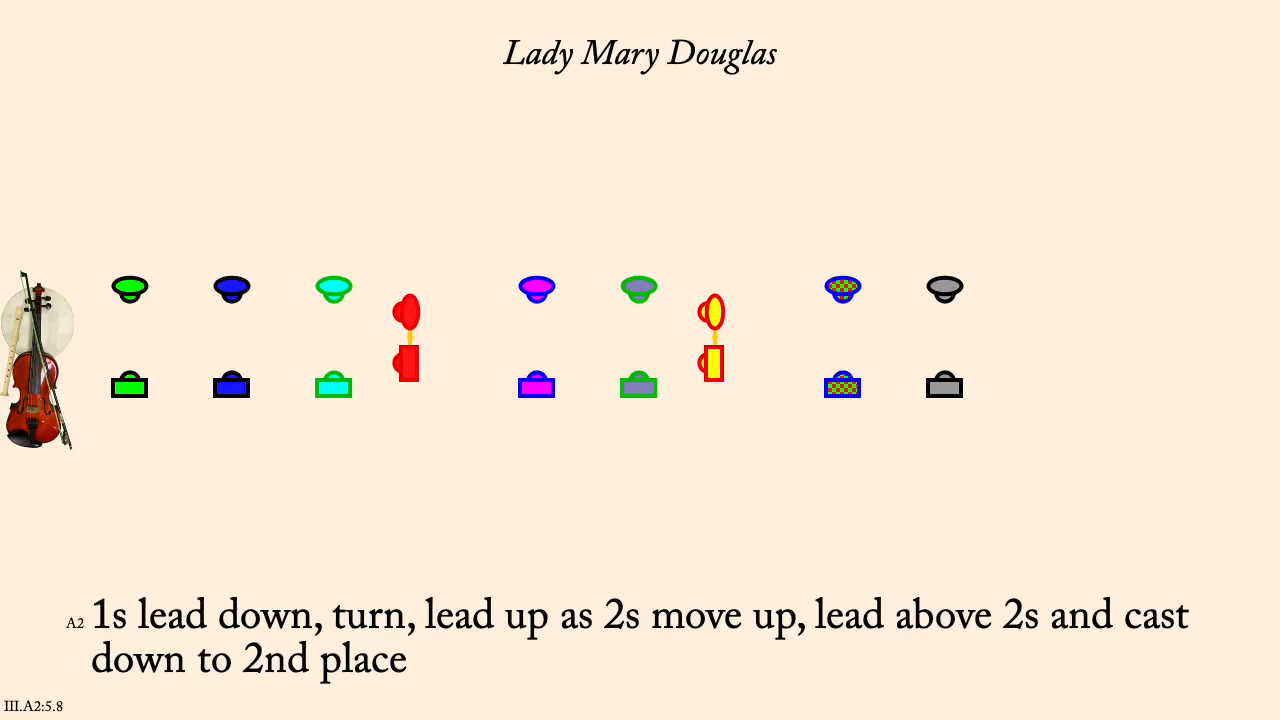 Lady Mary Douglas
A2 1s lead down, turn, lead up as 2s move up, lead above 2s and cast
down to 2nd place
III.A2:5.8